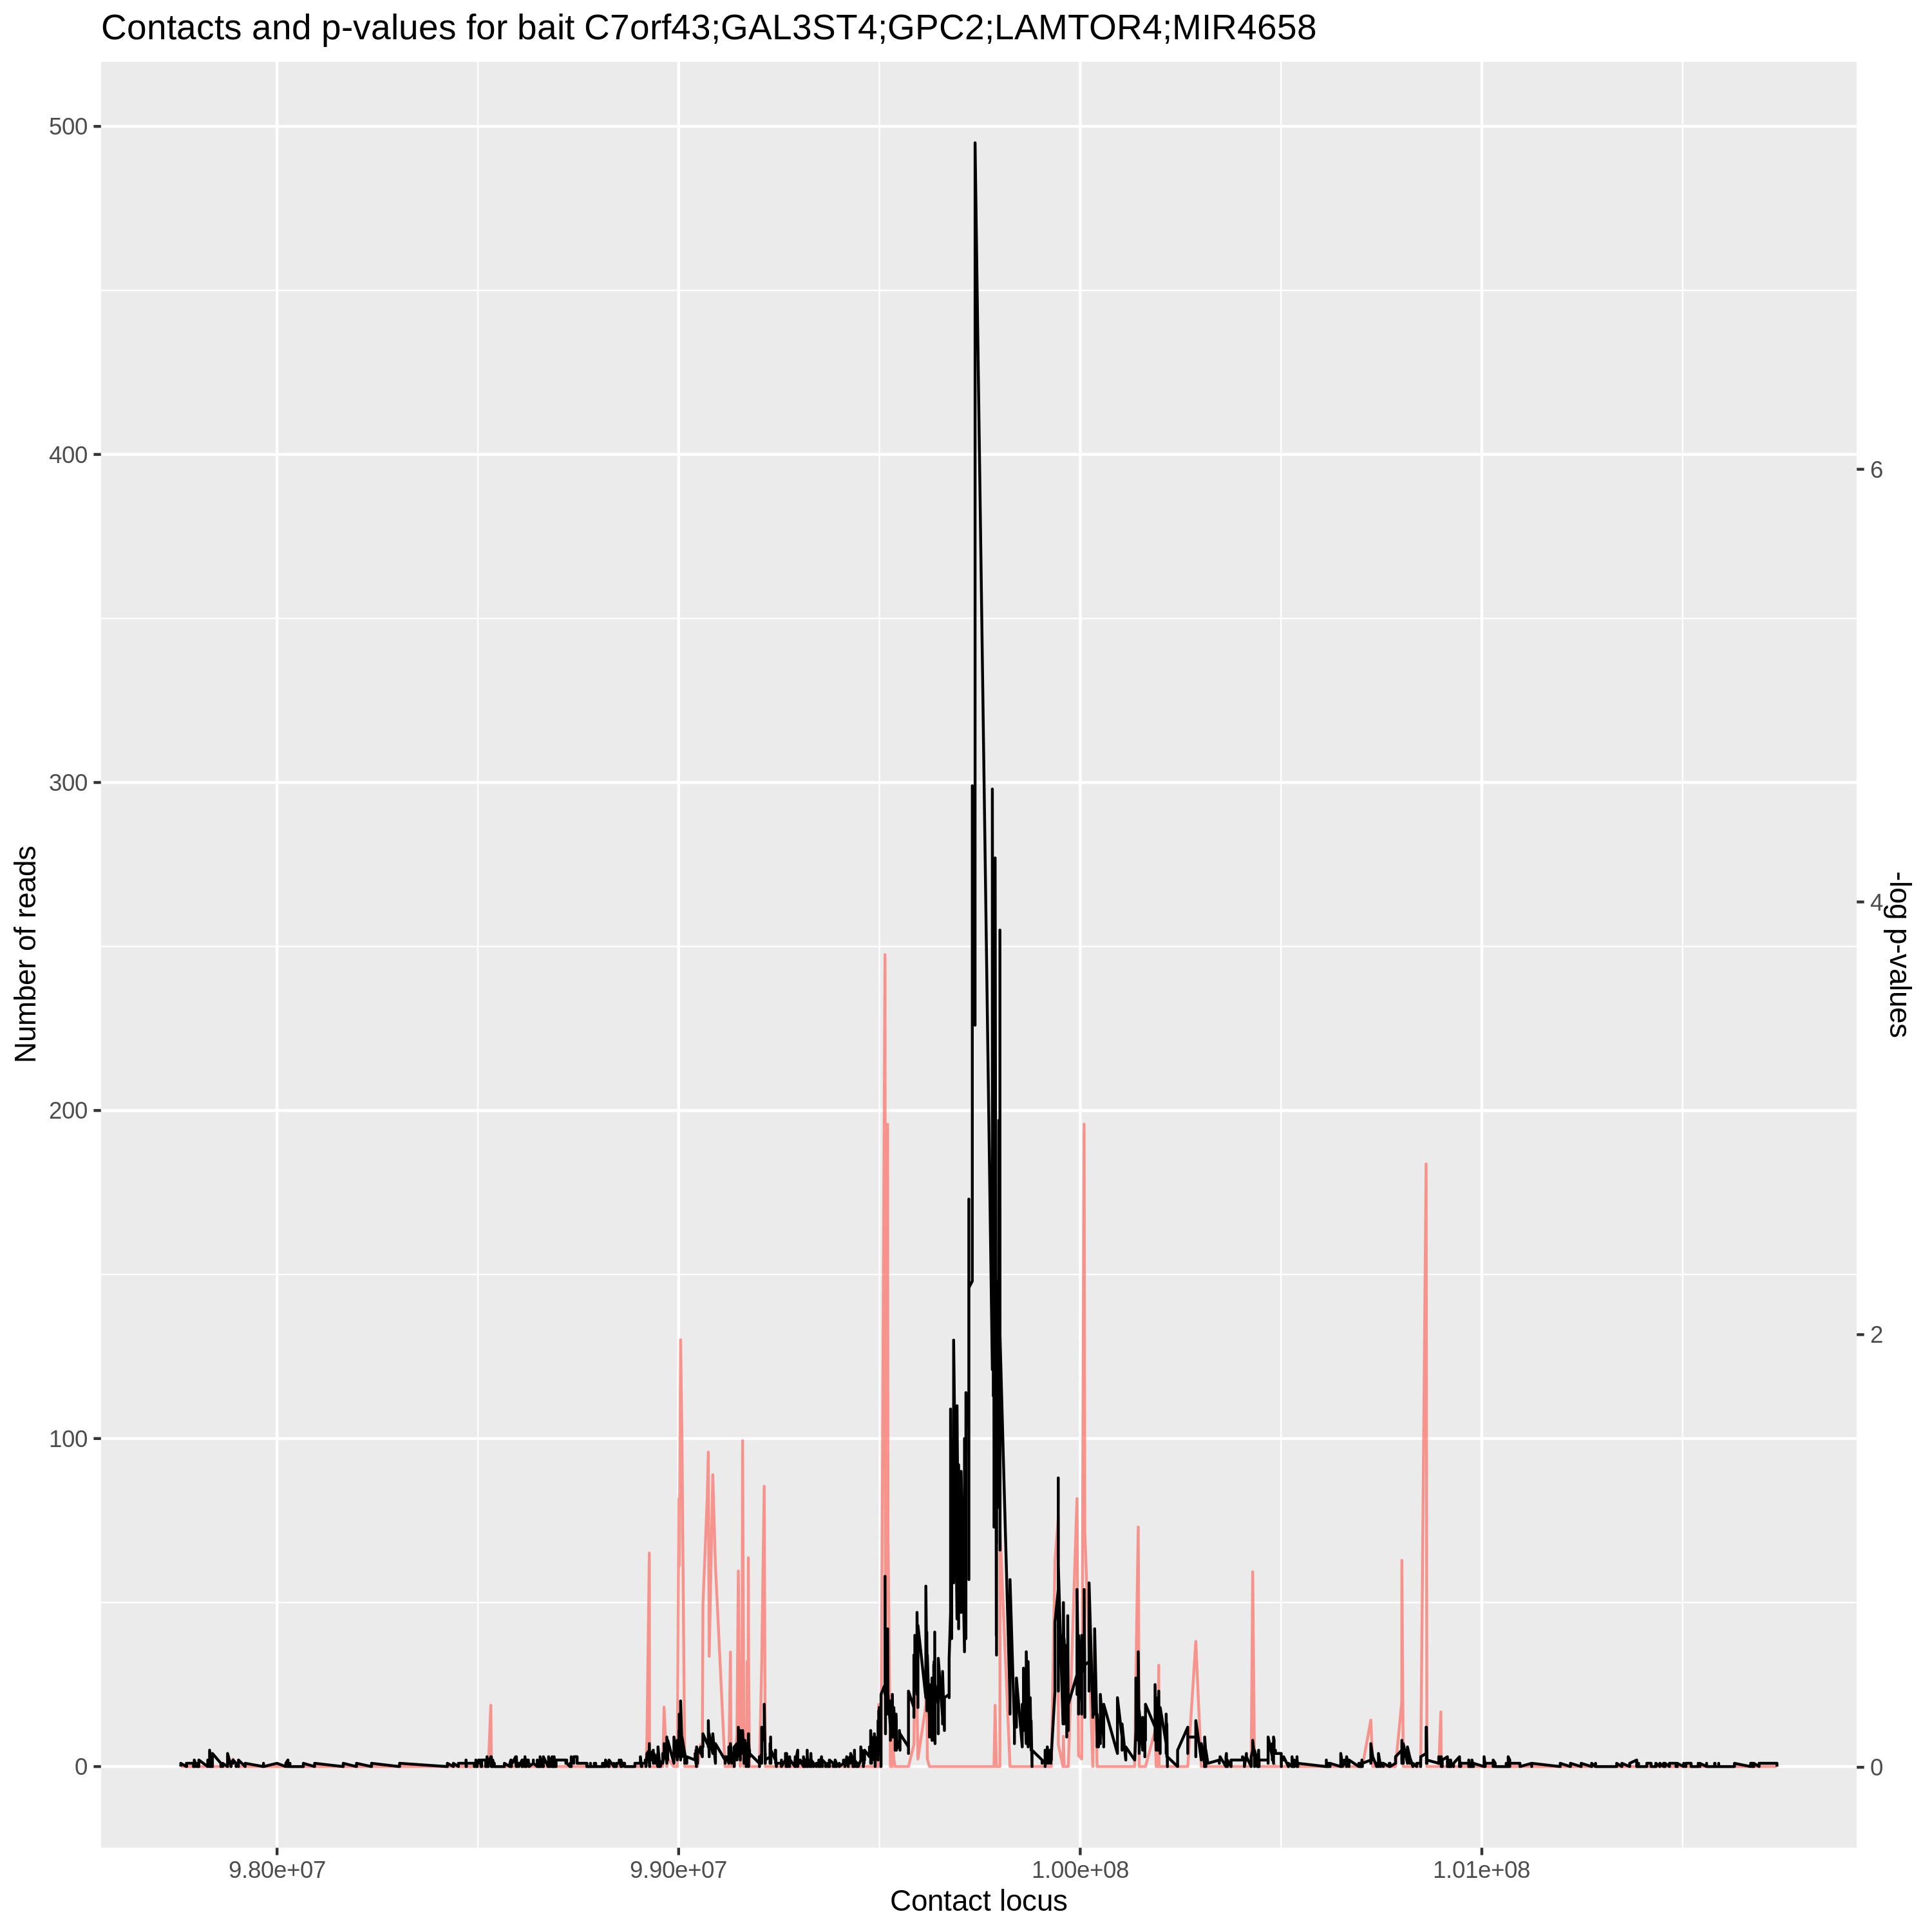 Contacts and p-values for bait C7orf43;GAL3ST4;GPC2;LAMTOR4;MIR4658
500
400
300
200
100
0
Number of reads
6
4
2
0
-log p-values
9.80e+07
9.90e+07
1.00e+08
1.01e+08
Contact locus